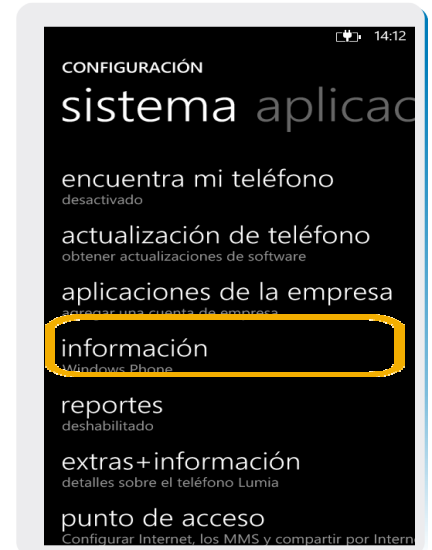 14:12
CONFIGURACIÓN
sistema aplicac
encuentra mi teléfono
desactivado
actualización de teléfono
obtener actualizaciones de software
aplicaciones de la empresa
agregar una cuenta de empresa
información
Windows Phone
reportes
deshabilitado
extras+información
detalles sobre el teléfono Lumia
punto de acceso
Configurar Internet, los MMS y compartir por Intern